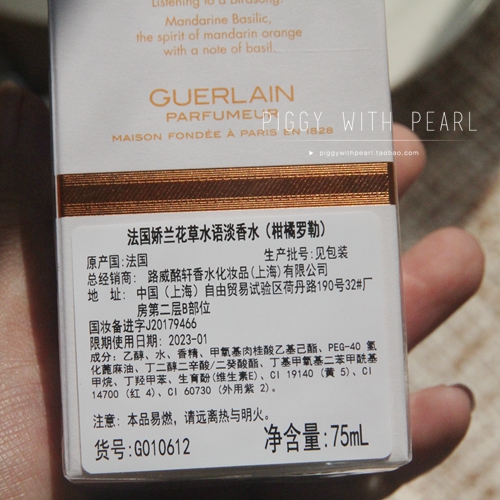 Listening to a Birdsong!
Mandarine Basilic,
the spirit of mandarin orange
with a note of basil.
GUERLAIN
PARFUMEUR
MAISON FONDÉE À PARIS EN 1828
PIGGY WITH PEARL
piggywithpearl.taobao.com
法国娇兰花草水语淡香水（柑橘罗勒）
原产国:法国 生产批号:见包装
总经销商: 路威酩轩香水化妆品(上海)有限公司
地 址: 中国（上海）自由贸易试验区荷丹路190号32#厂
房第二层B部位
国妆备进字J20179466
限期使用日期:2023-01
成分: 乙醇、水、香精、甲氧基肉桂酸乙基己酯、PEG-40 氢
化蓖麻油、丁二醇二辛酸/二癸酸酯、丁基甲氧基二苯甲酰基
甲烷、丁羟甲苯、生育酚(维生素E)、CI 19140 (黄 5)、CI
14700 (红 4)、CI 60730 (外用紫 2)。
注意: 本品易燃，请远离热与明火。
货号:G010612 净含量:75mL